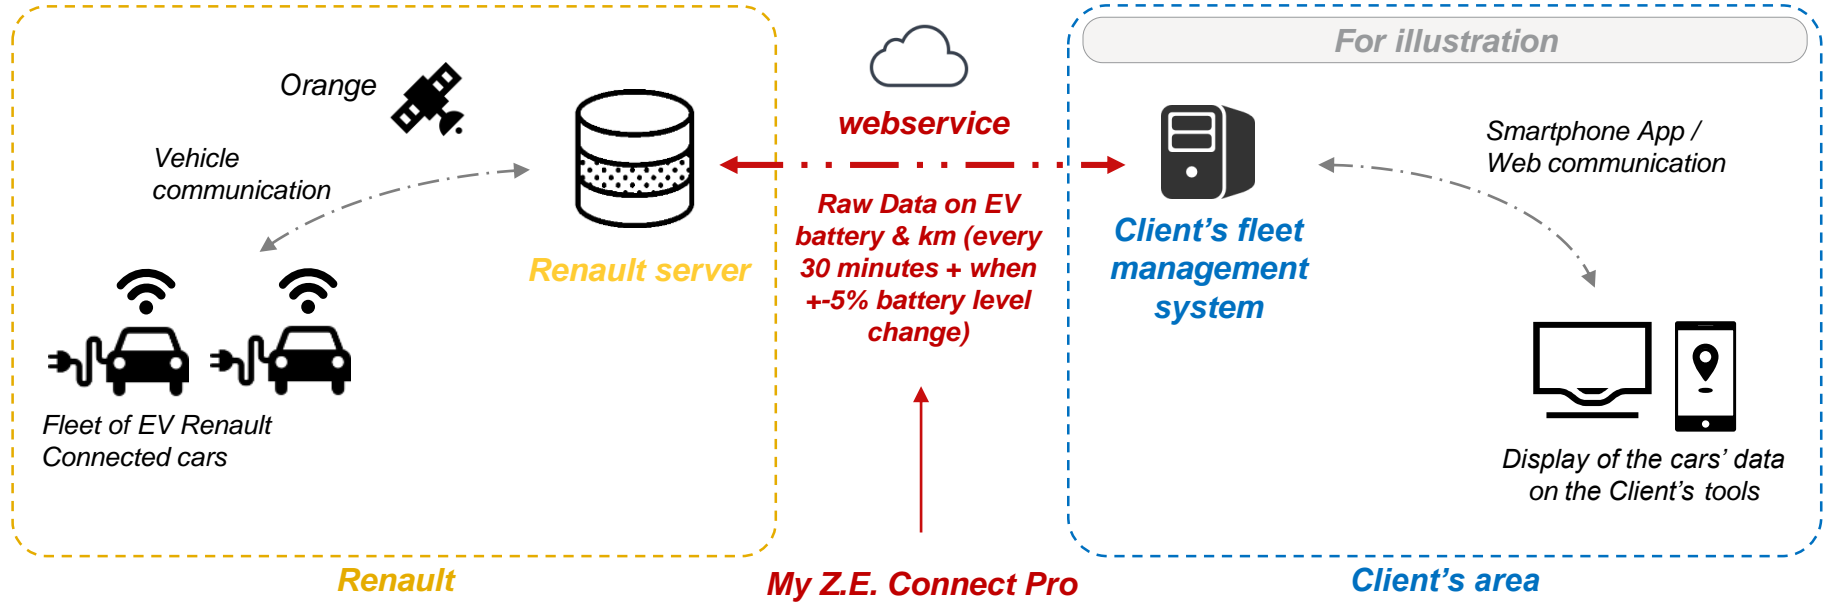 For illustration
Orange
webservice
Vehicle
communication
Smartphone App /
Web communication
Raw Data on EV
battery & km (every
30 minutes + when
+-5% battery level
change)
Renault server
Client’s fleet
management
system
Fleet of EV Renault
Connected cars
Display of the cars’ data
on the Client’s tools
Renault
My Z.E. Connect Pro
Client’s area